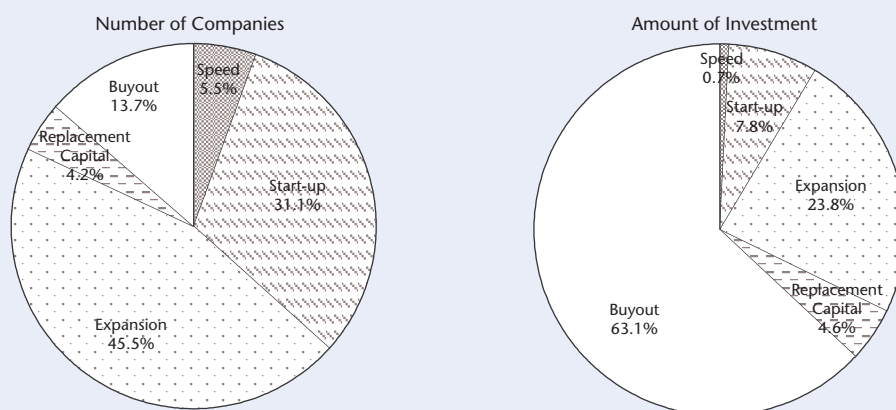 Number of Companies
Speed
5.5%
Start-up
31.1%
Expansion
45.5%
Replacement
Capital
4.2%
Buyout
13.7%
Amount of Investment
Speed
0.7%
Start-up
7.8%
Expansion
23.8%
Replacement
Capital
4.6%
Buyout
63.1%